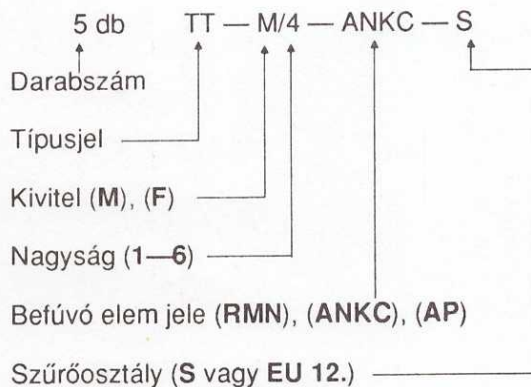 5 db TT — M/4 — ANKC — S
Darabszám
Típusjel
Kivitel (M), (F)
Nagyság (1—6)
Befúvó elem jele (RMN), (ANKC), (AP)
Szűrőosztály (S vagy EU 12.)